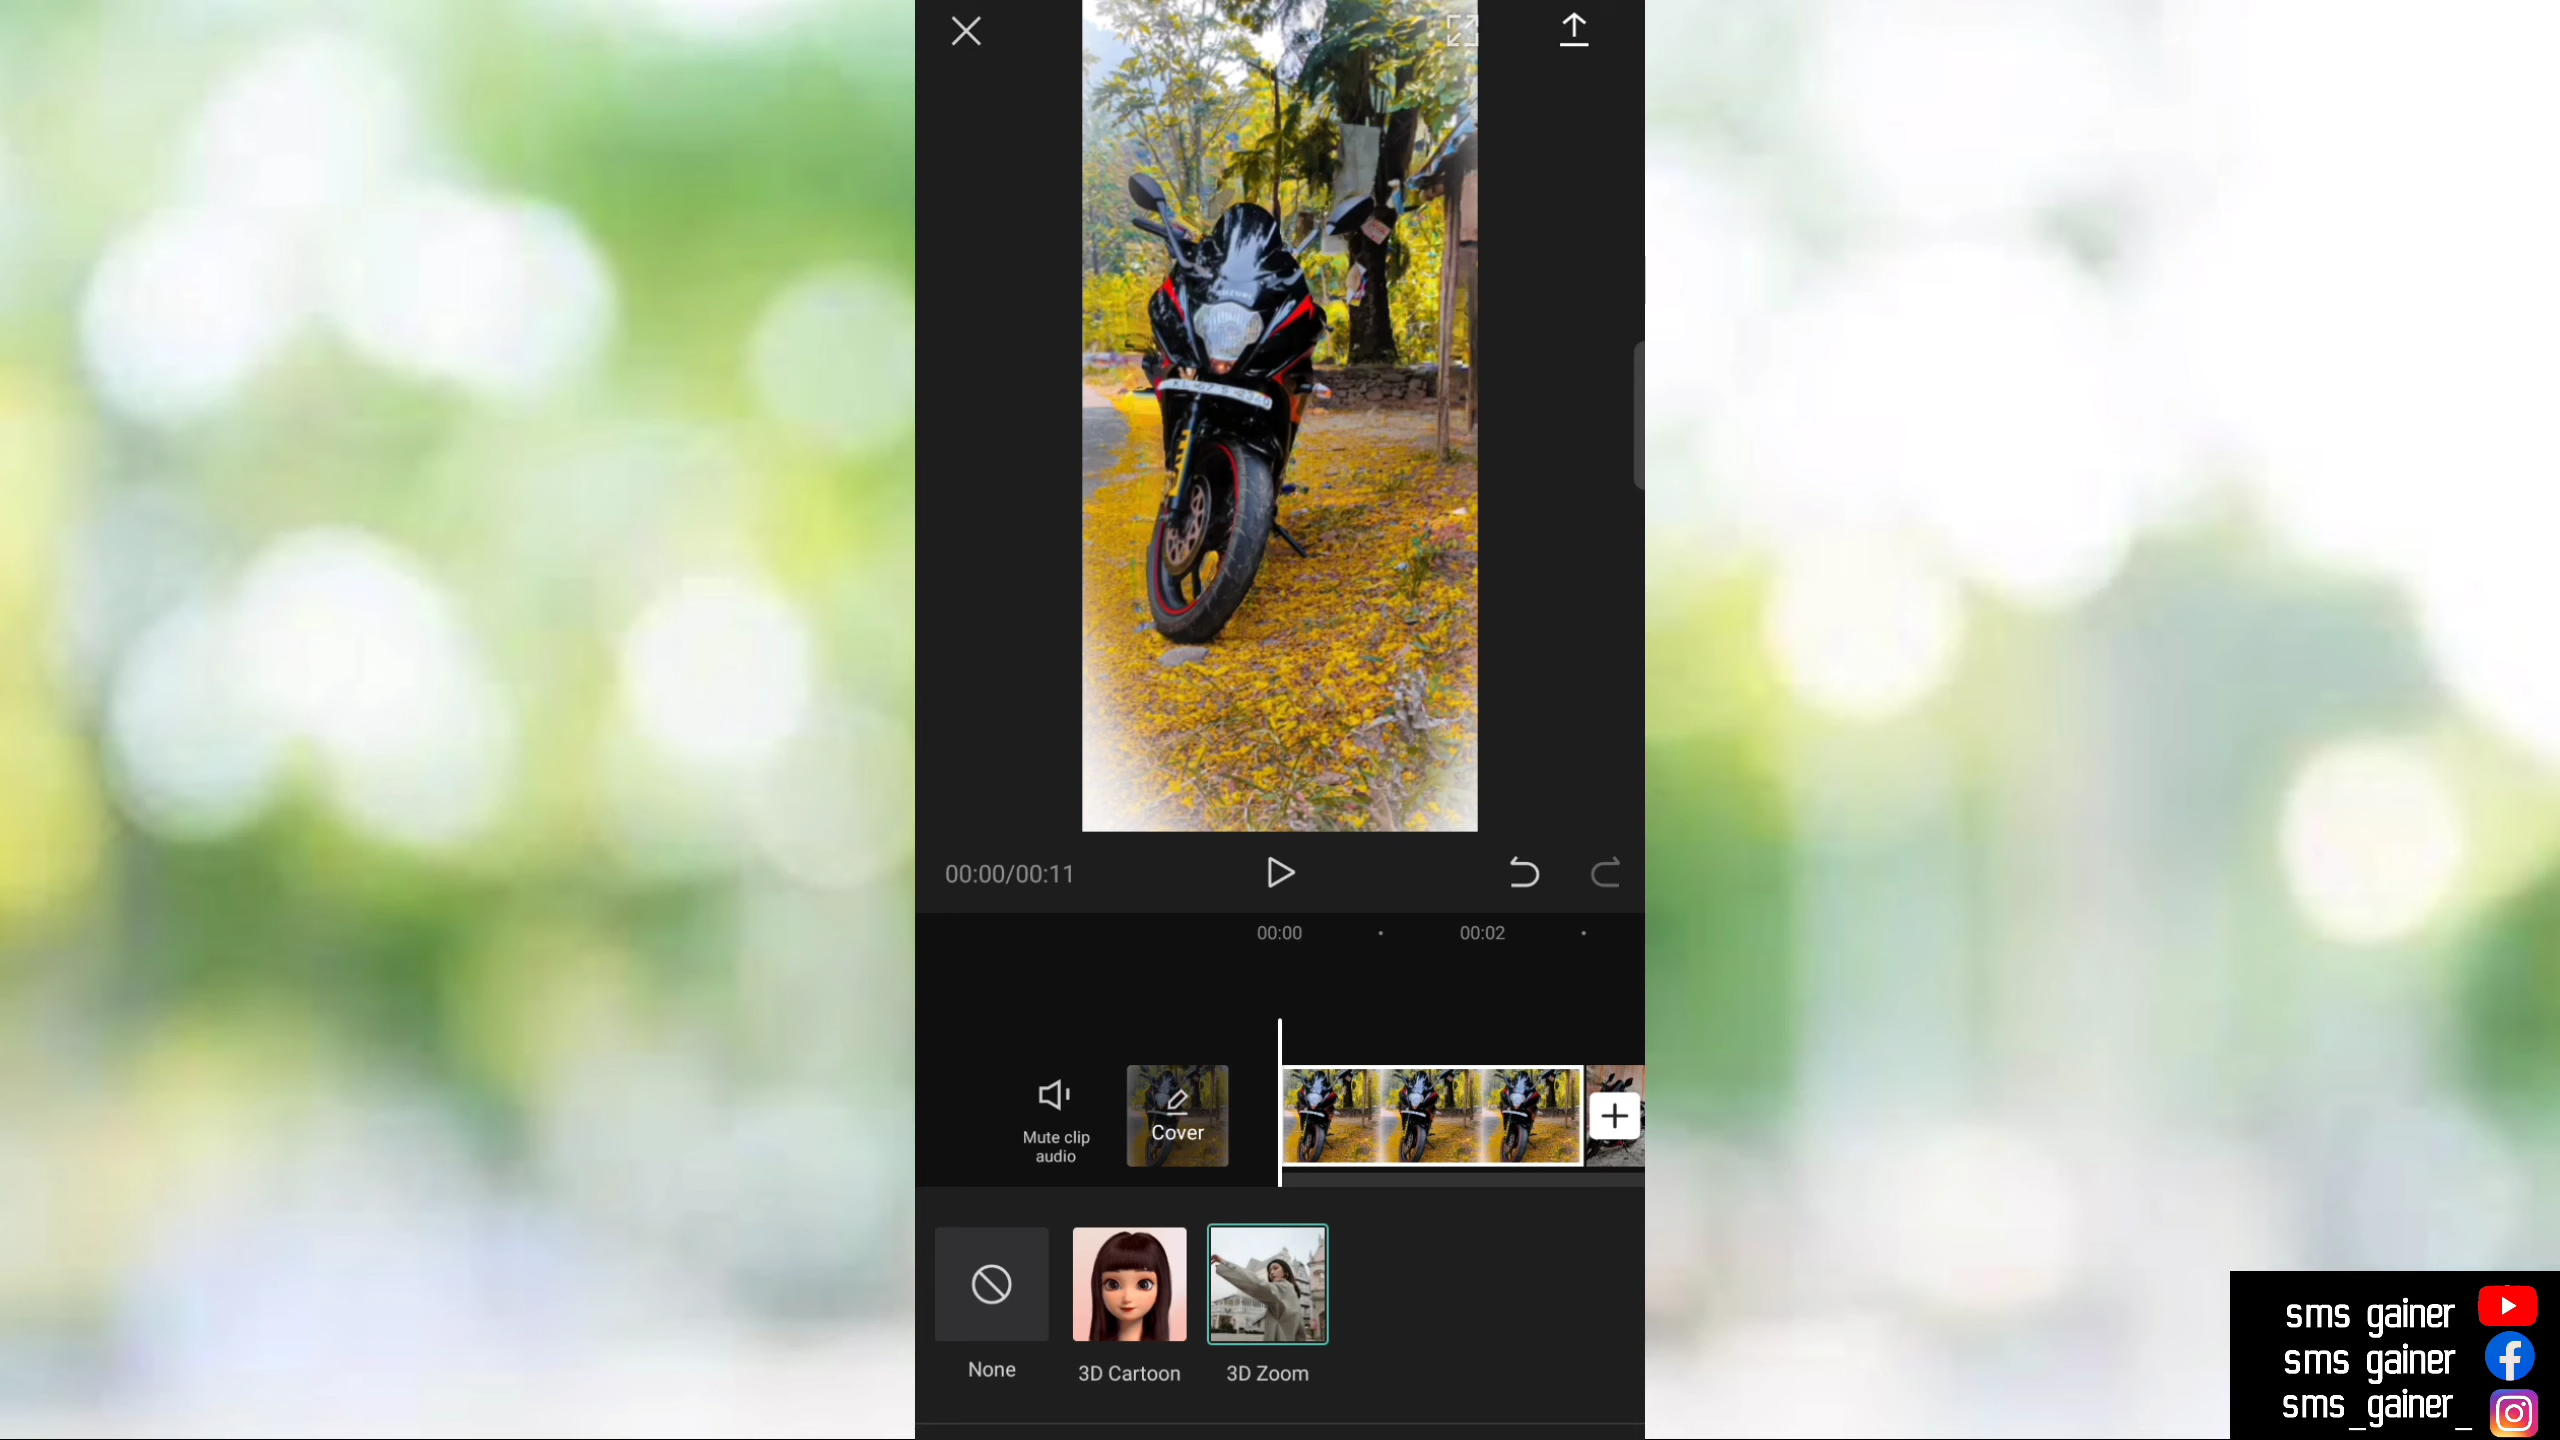 SUZUKI
00:00/00:11
00:00
00:02
Mute clip
audio
Cover
None
3D Cartoon
3D Zoom
sms gainer
sms gainer
sms_gainer_